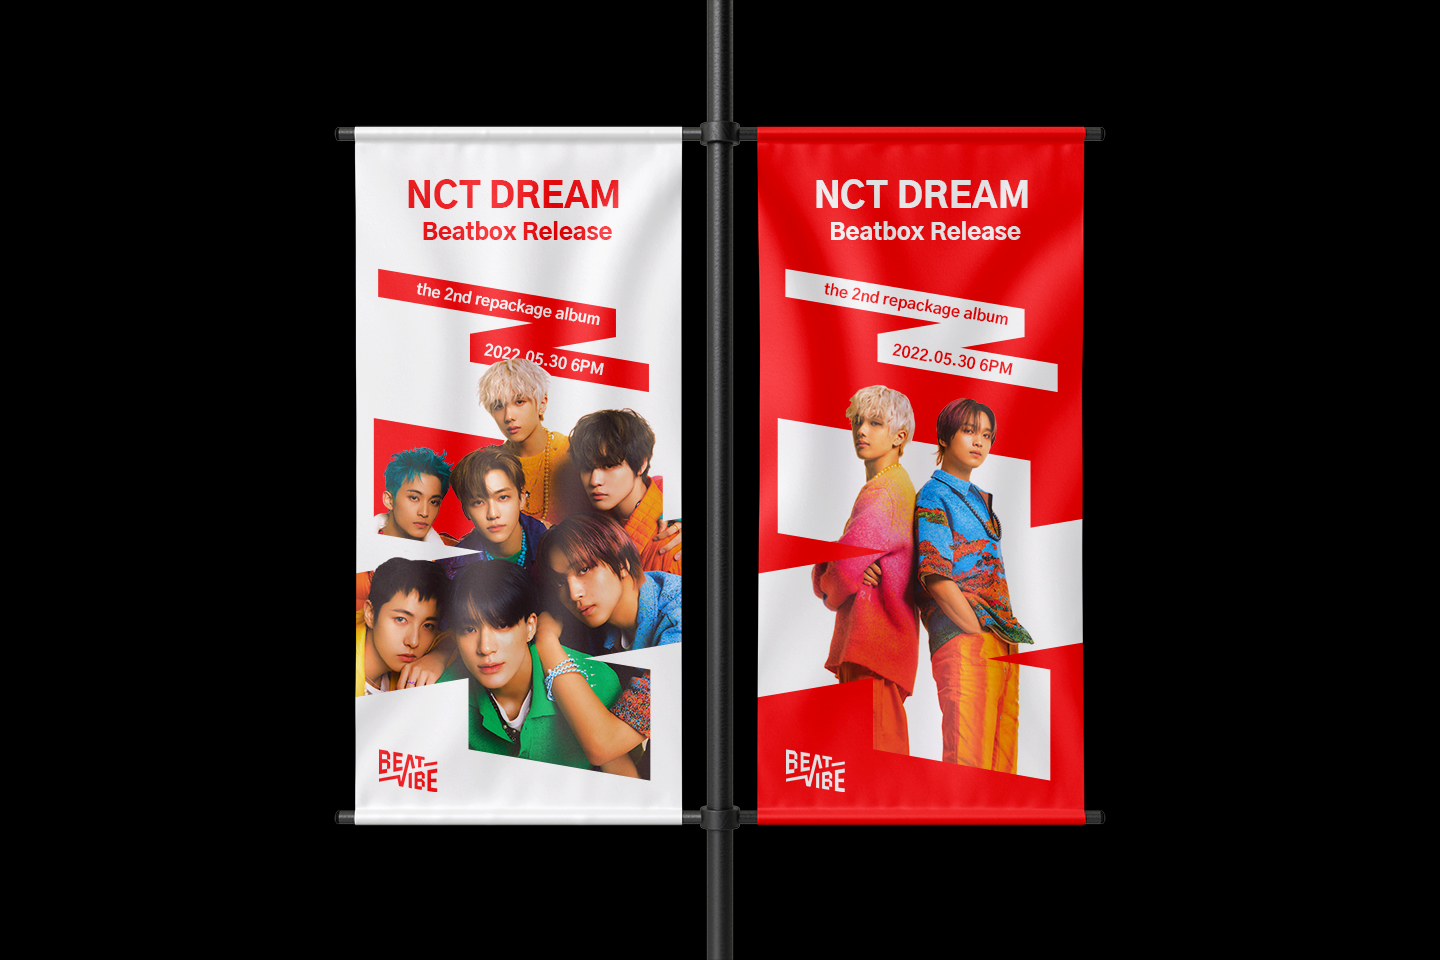 NCT DREAM
Beatbox Release
the 2nd repackage album
2022.05.30 6PM
BEAT
VIBE
NCT DREAM
Beatbox Release
the 2nd repackage album
2022.05.30 6PM
BEAT
VIBE